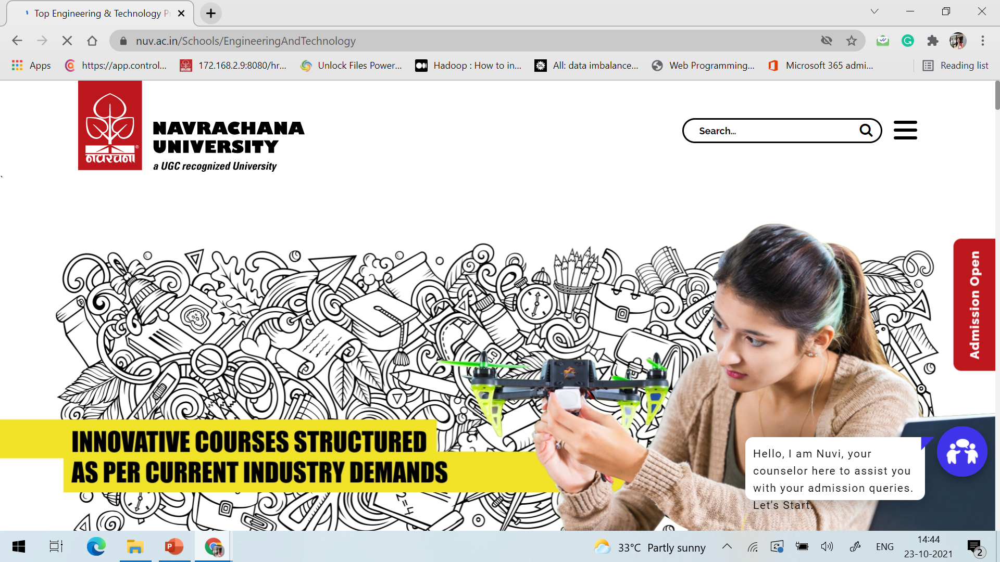 Top Engineering & Technology Pr
nuv.ac.in/Schools/EngineeringAndTechnology
Apps
https://app.control...
172.168.2.9:8080/hr...
Unlock Files Power...
Hadoop : How to in...
All: data imbalance...
Web Programming...
Microsoft 365 admi...
Reading list
नवरचना
®
NAVRACHANA
UNIVERSITY
a UGC recognized University
Search...
`
Admission Open
INNOVATIVE COURSES STRUCTURED
AS PER CURRENT INDUSTRY DEMANDS
2=4
Hello, I am Nuvi, your
counselor here to assist you
with your admission queries.
Let's Start.
33°C Partly sunny
ENG
14:44
23-10-2021
2